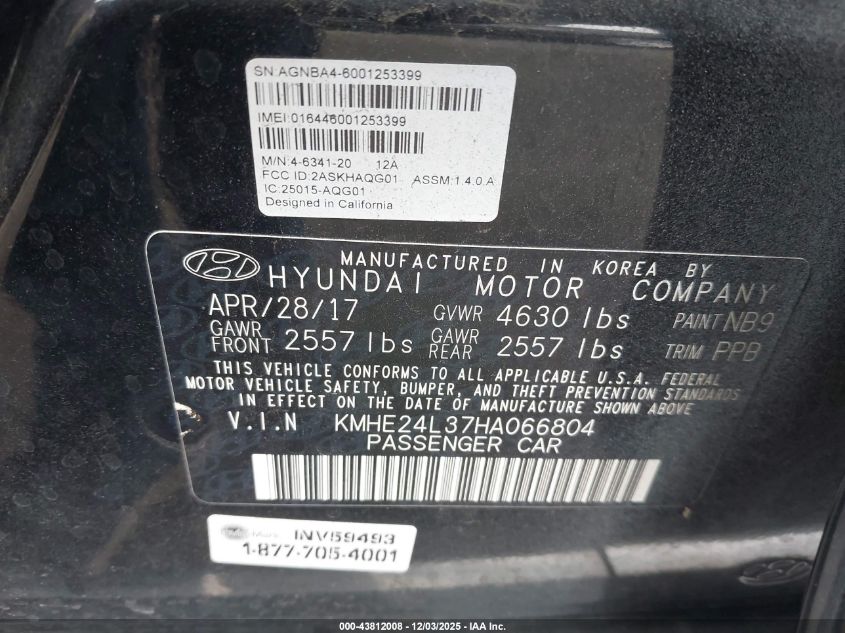 SN:AGNBA4-6001253399
IMEI:016446001253399
M/N:4-6341-20 12A
FCC ID:2ASKHAQG01 ASSM:1.4.0.A
IC:25015-AQG01
Designed in California
MANUFACTURED IN KOREA BY
HYUNDAI MOTOR COMPANY
APR/28/17 GVWR 4630 lbs PAINT NB9
GAWR FRONT 2557 lbs GAWR REAR 2557 lbs TRIM PPB
THIS VEHICLE CONFORMS TO ALL APPLICABLE U.S.A. FEDERAL
MOTOR VEHICLE SAFETY, BUMPER, AND THEFT PREVENTION STANDARDS
IN EFFECT ON THE DATE OF MANUFACTURE SHOWN ABOVE
V.I.N KMHE24L37HA066804
PASSENGER CAR
INV59493
1-877-705-4001
000-43812008 - 12/03/2025 - IAA Inc.